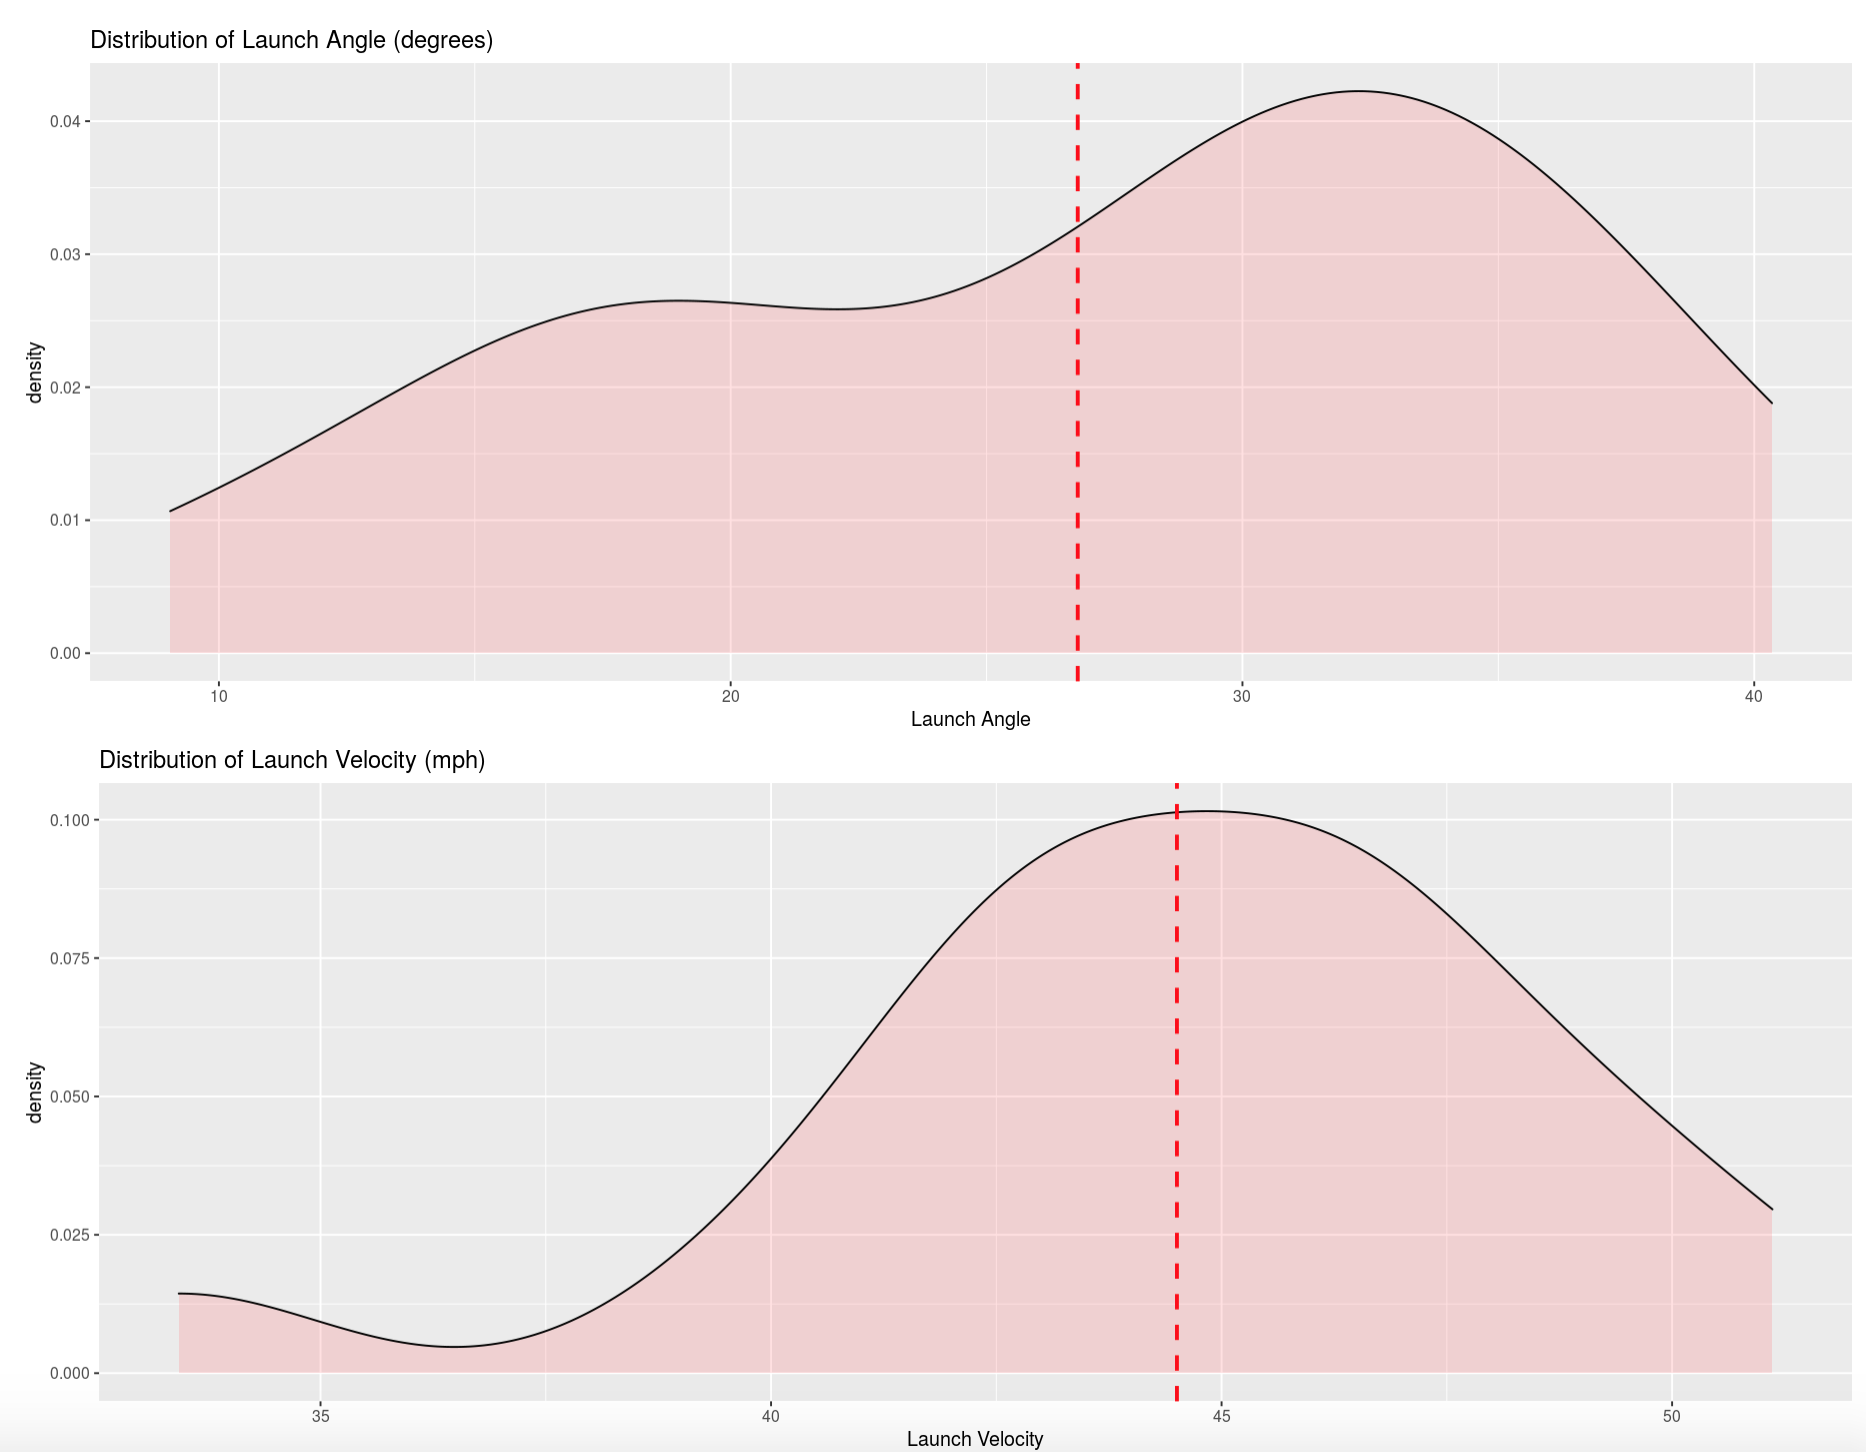 Distribution of Launch Angle (degrees)
density
0.04
0.03
0.02
0.01
0.00
10 20 30 40
Launch Angle
Distribution of Launch Velocity (mph)
density
0.100
0.075
0.050
0.025
0.000
35 40 45 50
Launch Velocity